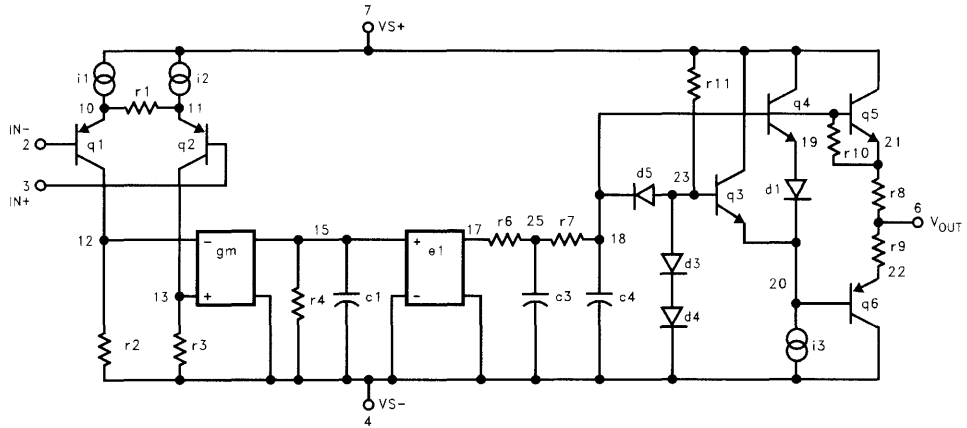 7
VS+
i1
i2
r1
r11
10
11
q4
q5
IN-
2
q1
q2
19
r10
21
3
IN+
d5
23
q3
d1
r8
6
VOUT
12
gm
-
+
15
e1
+
-
17
r6
25
r7
18
r9
22
20
13
r4
c1
c3
c4
d3
d4
q6
r2
r3
i3
VS-
4